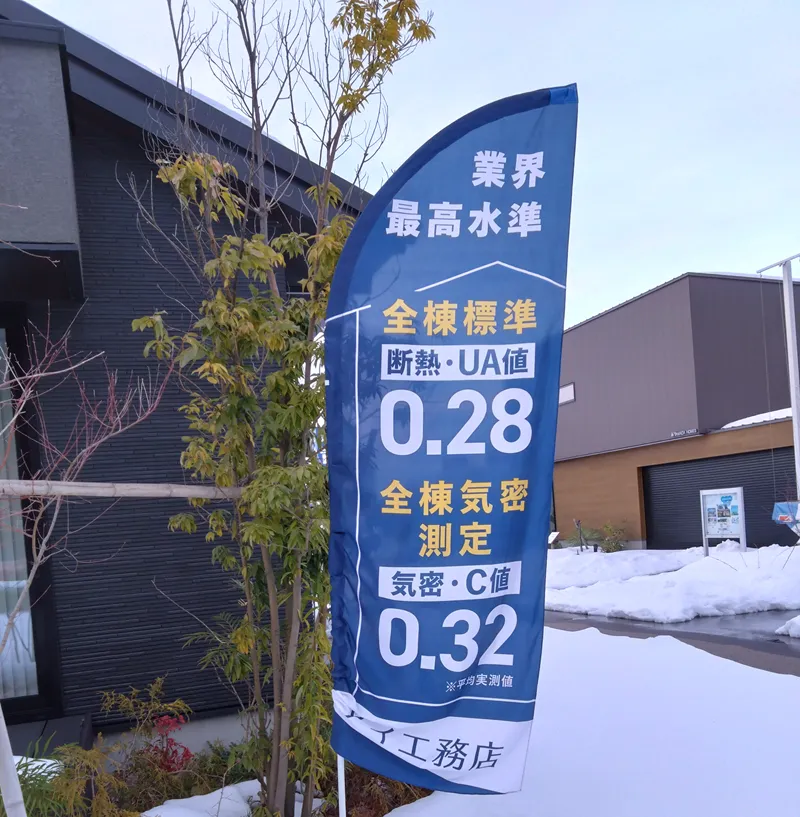 業界
最高水準
全棟標準
断熱・UA値
0.28
全棟気密
測定
気密・C値
0.32
※平均実測値
イ工務店